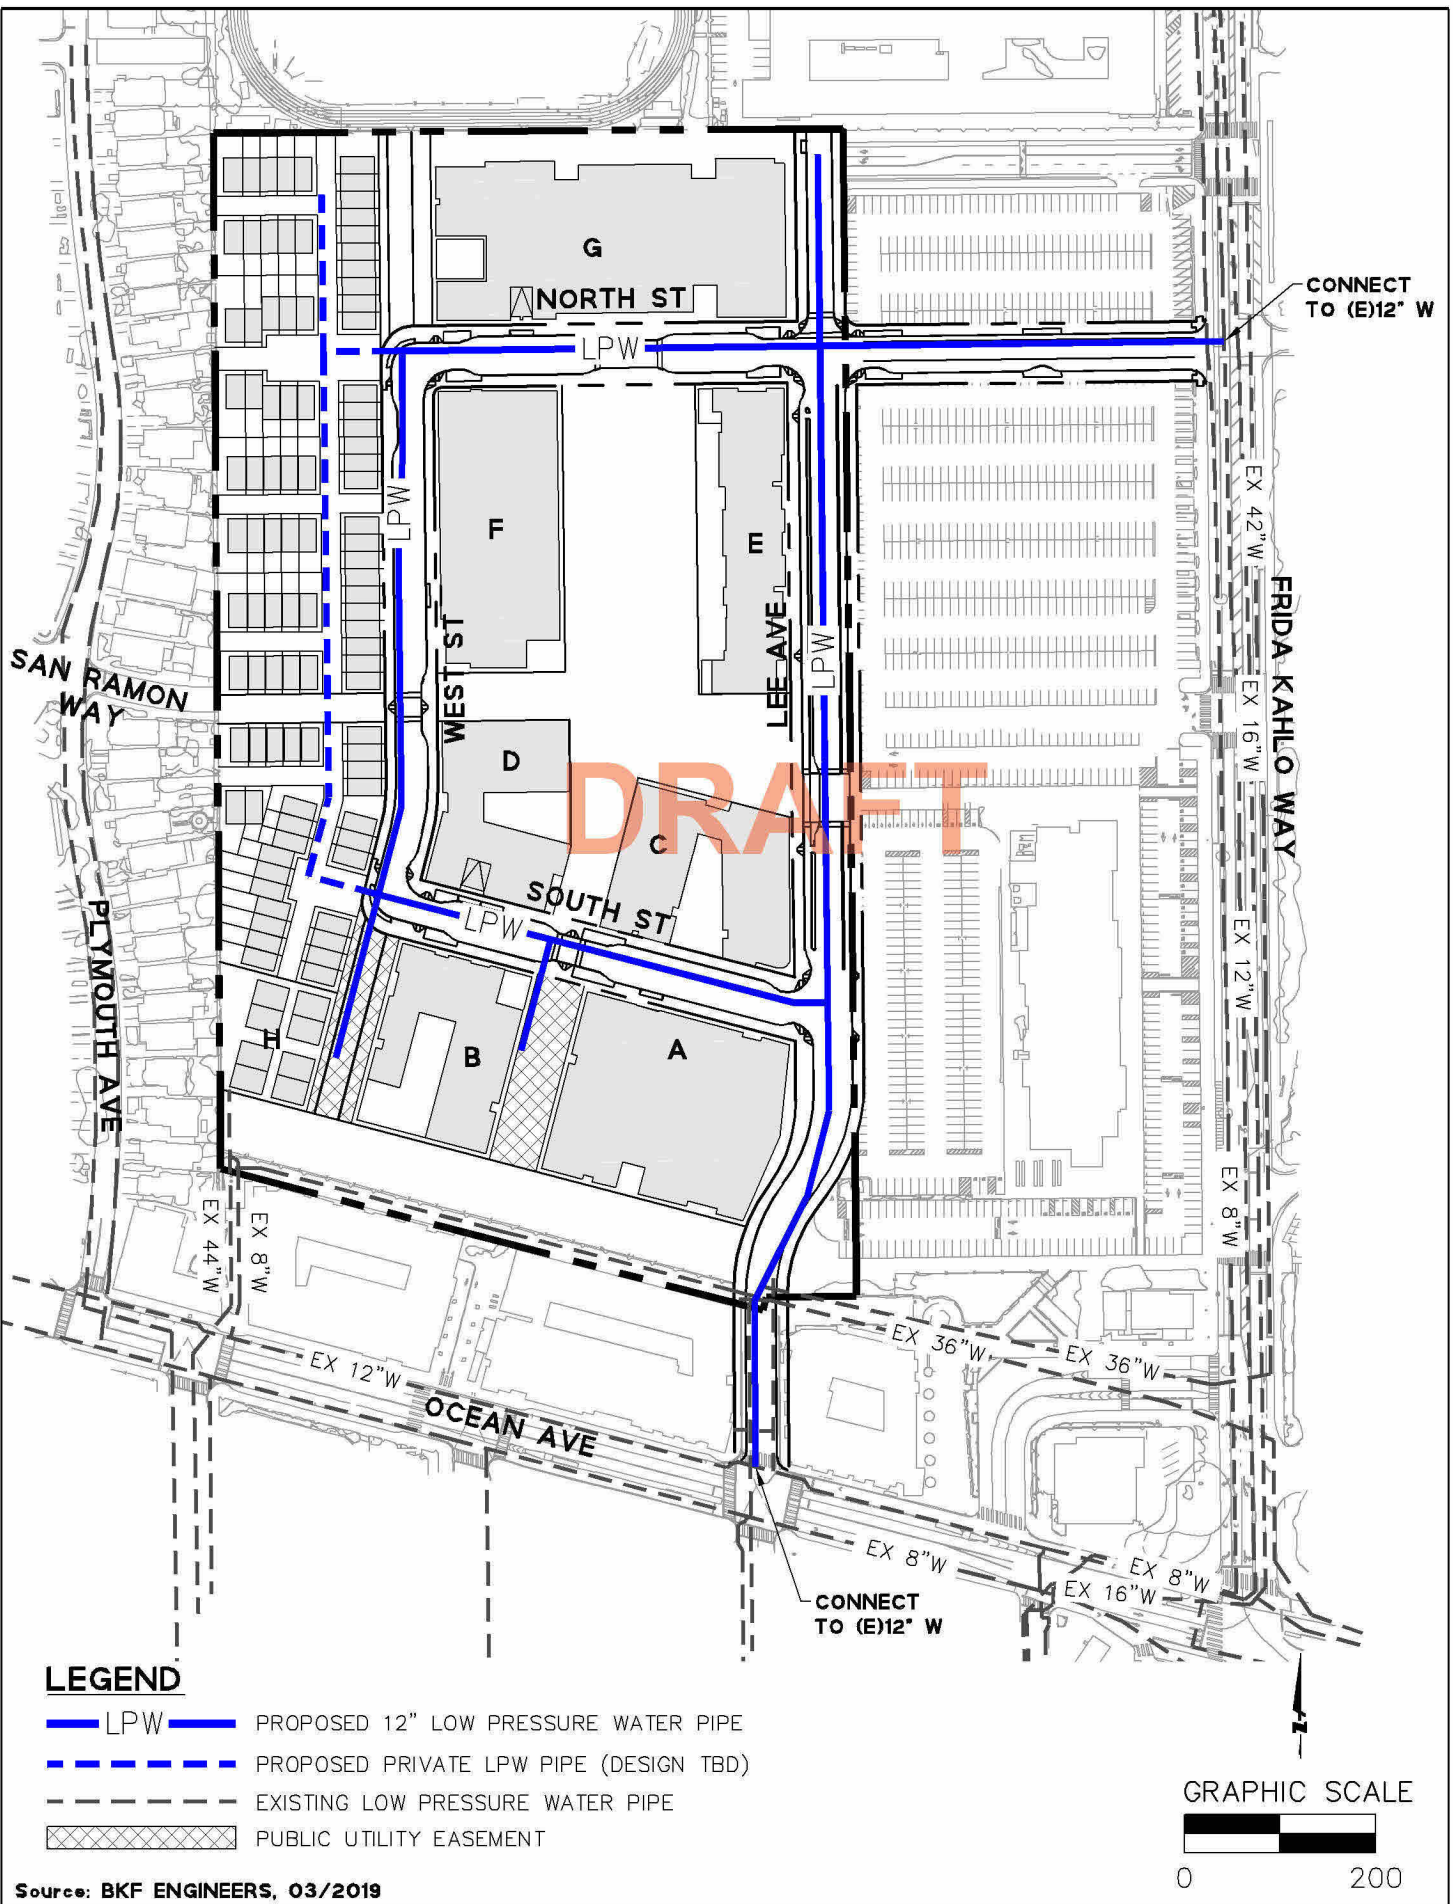 G
NORTH ST
CONNECT
TO (E)12" W
LPW
LPW
EX 42"W
F
E
FRIDA KAHLO WAY
LPW
LEE AVE
WEST ST
SAN RAMON
WAY
EX 16"W
D
DRAFT
C
SOUTH ST
LPW
PLYMOUTH AVE
EX 12"W
H
B
A
EX 8"W
EX 44"W
EX 8"W
EX 36"W
EX 36"W
EX 12"W
OCEAN AVE
EX 8"W
EX 8"W
EX 16"W
CONNECT
TO (E)12" W
LEGEND
LPW PROPOSED 12" LOW PRESSURE WATER PIPE
PROPOSED PRIVATE LPW PIPE (DESIGN TBD)
EXISTING LOW PRESSURE WATER PIPE
PUBLIC UTILITY EASEMENT
Z
GRAPHIC SCALE
0 200
Source: BKF ENGINEERS, 03/2019